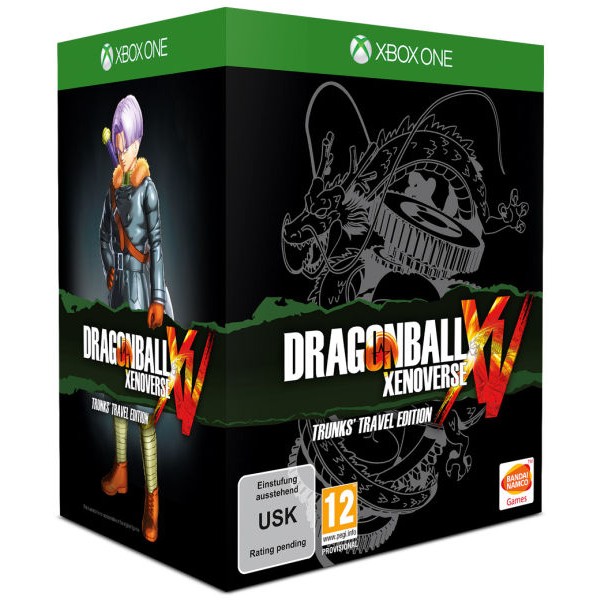 XBOX ONE
DRAGONBALL
XENOVERSE
XV
TRUNKS' TRAVEL EDITION
XBOX ONE
DRAGONBALL
XENOVERSE
XV
TRUNKS' TRAVEL EDITION
Einstufung
ausstehend
USK
Rating pending
12
www.pegi.info
PROVISIONAL
BANDAI
NAMCO
Games